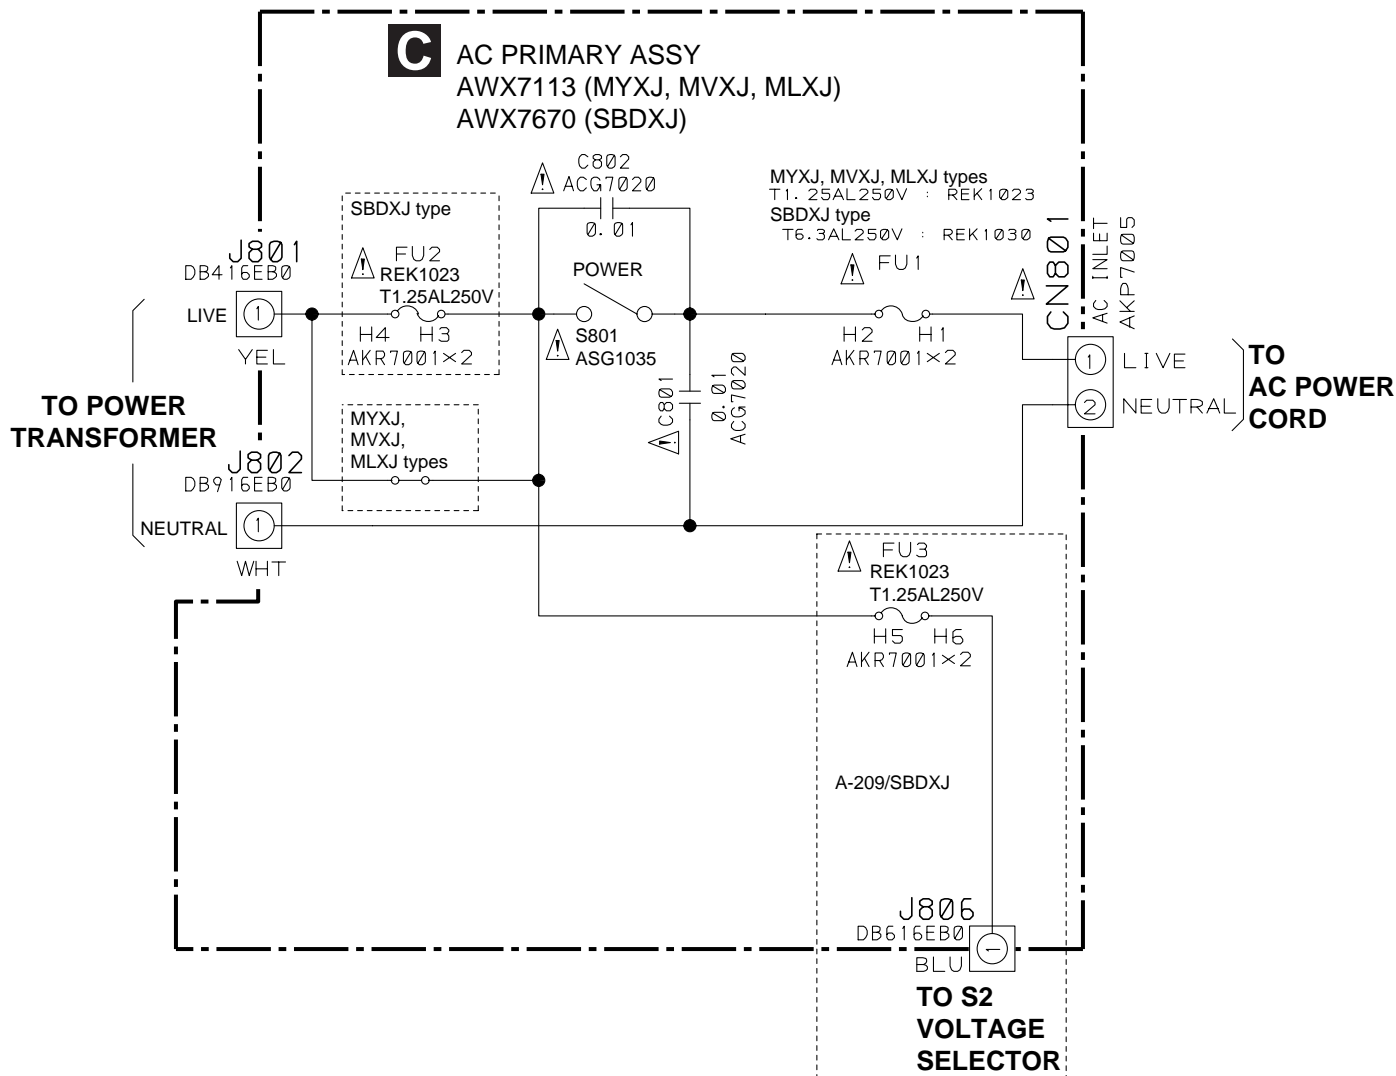 C
AC PRIMARY ASSY
AWX7113 (MYXJ, MVXJ, MLXJ)
AWX7670 (SBDXJ)
C802
ACG7020
0.01
MYXJ, MVXJ, MLXJ types
T1.25AL250V : REK1023
SBDXJ type
T6.3AL250V : REK1030
FU1
H2 H1
AKR7001×2
CN801
AC INLET
AKP7005
SBDXJ type
FU2
REK1023
T1.25AL250V
H4 H3
AKR7001×2
J801
DB416EB0
LIVE
1
YEL
POWER
S801
ASG1035
C801
0.01
ACG7020
1 LIVE
2 NEUTRAL
TO
AC POWER
CORD
TO POWER
TRANSFORMER
MYXJ,
MVXJ,
MLXJ types
J802
DB916EB0
NEUTRAL
1
WHT
FU3
REK1023
T1.25AL250V
H5 H6
AKR7001×2
A-209/SBDXJ
J806
DB616EB0
1
BLU
TO S2
VOLTAGE
SELECTOR